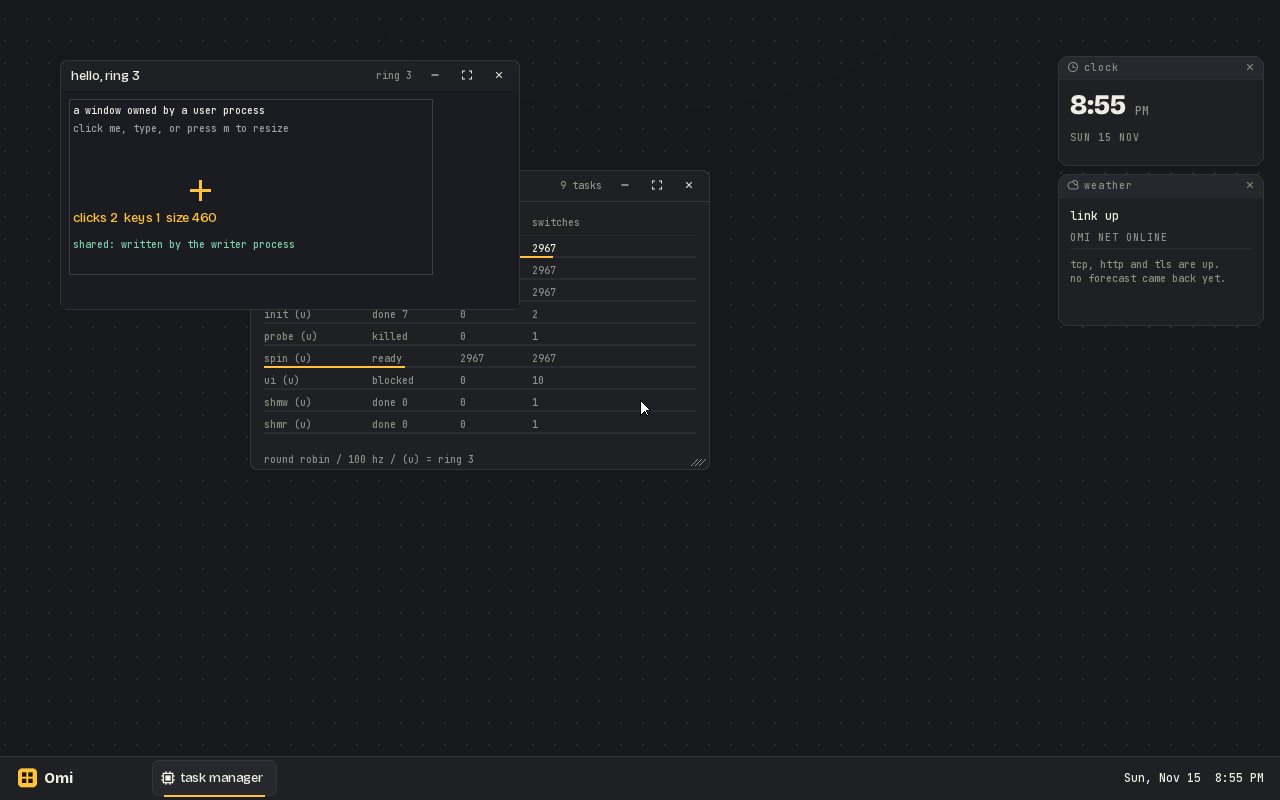 hello, ring 3
ring 3
a window owned by a user process
click me, type, or press m to resize
clicks 2 keys 1 size 460
shared: written by the writer process
9 tasks
switches
2967
2967
2967
init (u) done 7 0 2
probe (u) killed 0 1
spin (u) ready 2967 2967
ui (u) blocked 0 10
shmw (u) done 0 0 1
shmr (u) done 0 0 1
round robin / 100 hz / (u) = ring 3
clock
8:55 PM
SUN 15 NOV
weather
link up
OMI NET ONLINE
tcp, http and tls are up.
no forecast came back yet.
Omi
task manager
Sun, Nov 15 8:55 PM